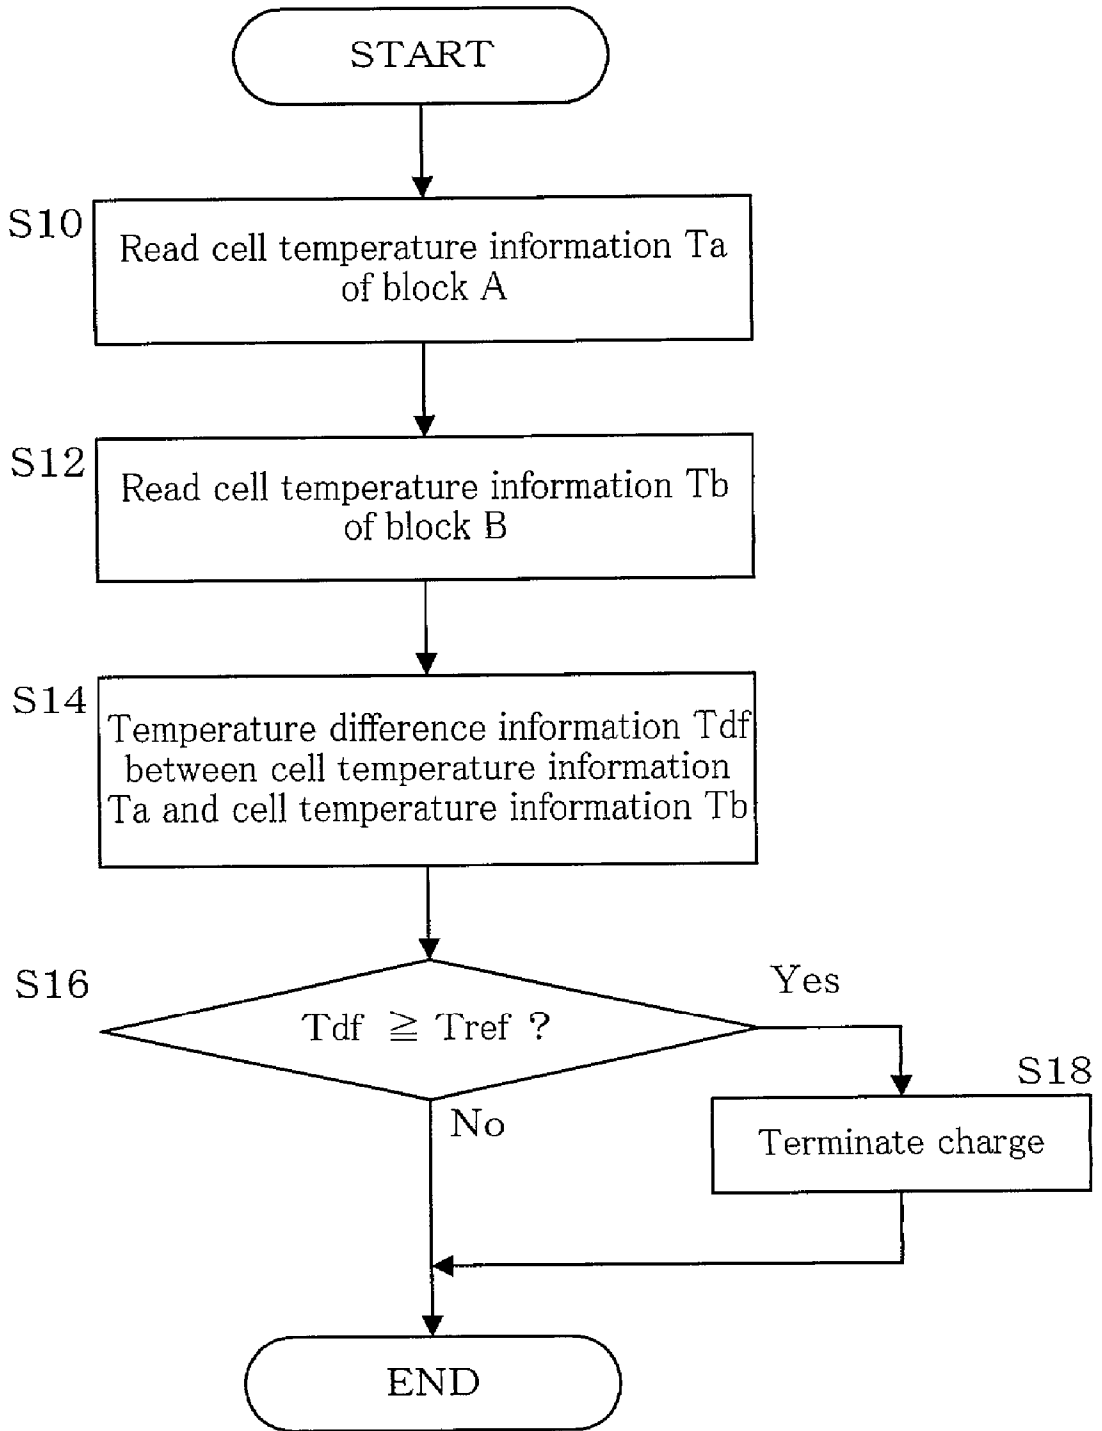 START
S10
Read cell temperature information Ta
of block A
S12
Read cell temperature information Tb
of block B
S14
Temperature difference information Tdf
between cell temperature information
Ta and cell temperature information Tb
S16
Tdf ≧ Tref ?
Yes
No
S18
Terminate charge
END